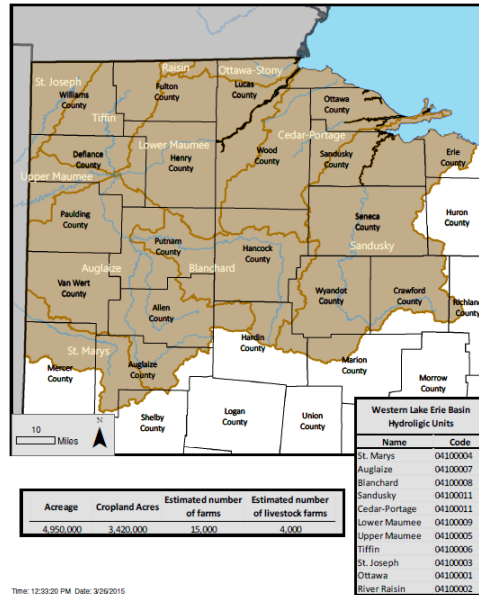 Raisin
Ottawa-Stony
St. Joseph
Williams
County
Fulton
County
Lucas
County
Ottawa
County
Tiffin
Cedar-Portage
Lower Maumee
Defiance
County
Henry
County
Wood
County
Sandusky
County
Erie
County
Upper Maumee
Paulding
County
Huron
County
Seneca
County
Putnam
County
Hancock
County
Sandusky
Auglaize
Blanchard
Van Wert
County
Wyandot
County
Crawford
County
Richland
County
Allen
County
Hardin
County
St. Marys
Mercer
County
Auglaize
County
Marion
County
Morrow
County
Shelby
County
Logan
County
Union
County
N
10
Miles
Western Lake Erie Basin
Hydroligic Units
Name Code
St. Marys 04100004
Auglaize 04100007
Blanchard 04100008
Sandusky 04100011
Cedar-Portage 04100011
Lower Maumee 04100009
Upper Maumee 04100005
Tiffin 04100006
St. Joseph 04100003
Ottawa 04100001
River Raisin 04100002
Acreage Cropland Acres Estimated number of farms Estimated number of livestock farms
4,950,000 3,420,000 15,000 4,000
Time: 12:33:20 PM Date: 3/26/2015